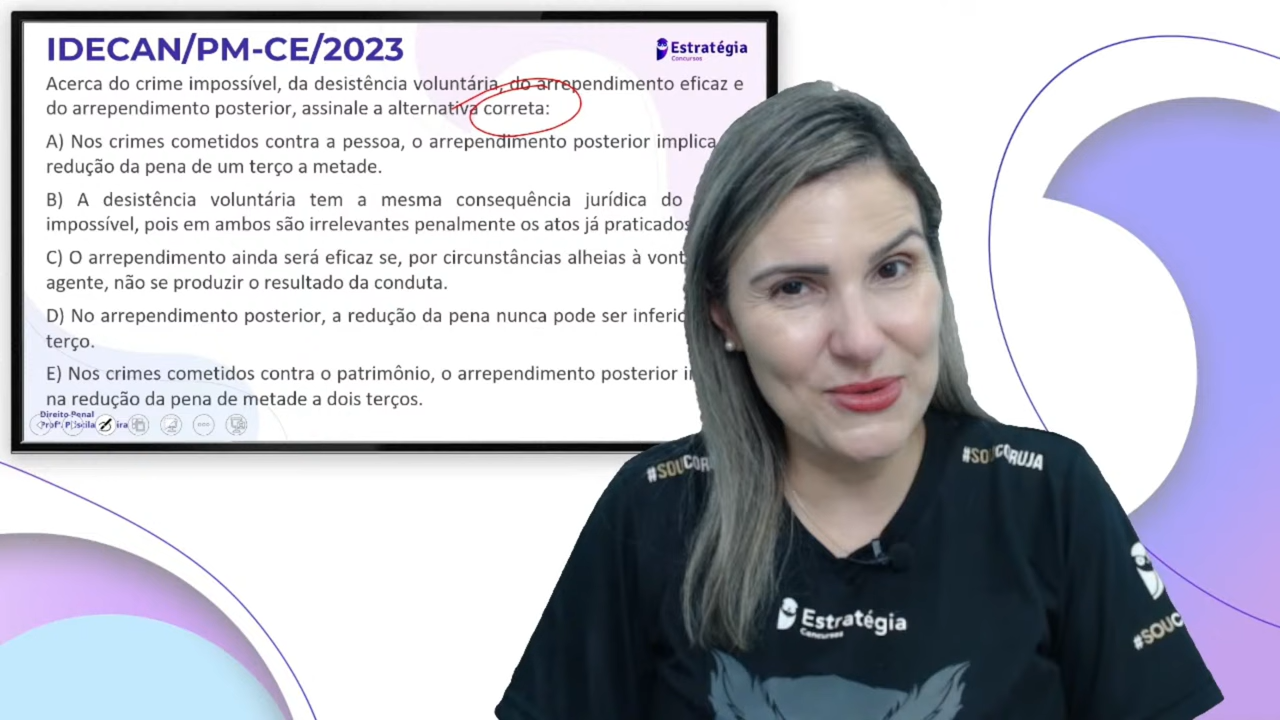 IDECAN/PM-CE/2023
Estratégia
Concursos
Acerca do crime impossível, da desistência voluntária, do arrependimento eficaz e
do arrependimento posterior, assinale a alternativa correta:
A) Nos crimes cometidos contra a pessoa, o arrependimento posterior implica
redução da pena de um terço a metade.
B) A desistência voluntária tem a mesma consequência jurídica do
impossível, pois em ambos são irrelevantes penalmente os atos já praticados
C) O arrependimento ainda será eficaz se, por circunstâncias alheias à
agente, não se produzir o resultado da conduta.
D) No arrependimento posterior, a redução da pena nunca pode ser
terço.
E) Nos crimes cometidos contra o patrimônio, o arrependimento posterior
na redução da pena de metade a dois terços.
Direito Penal
#SOUCOR
#SOUCORUJA
Estratégia
Concursos
#SOUC